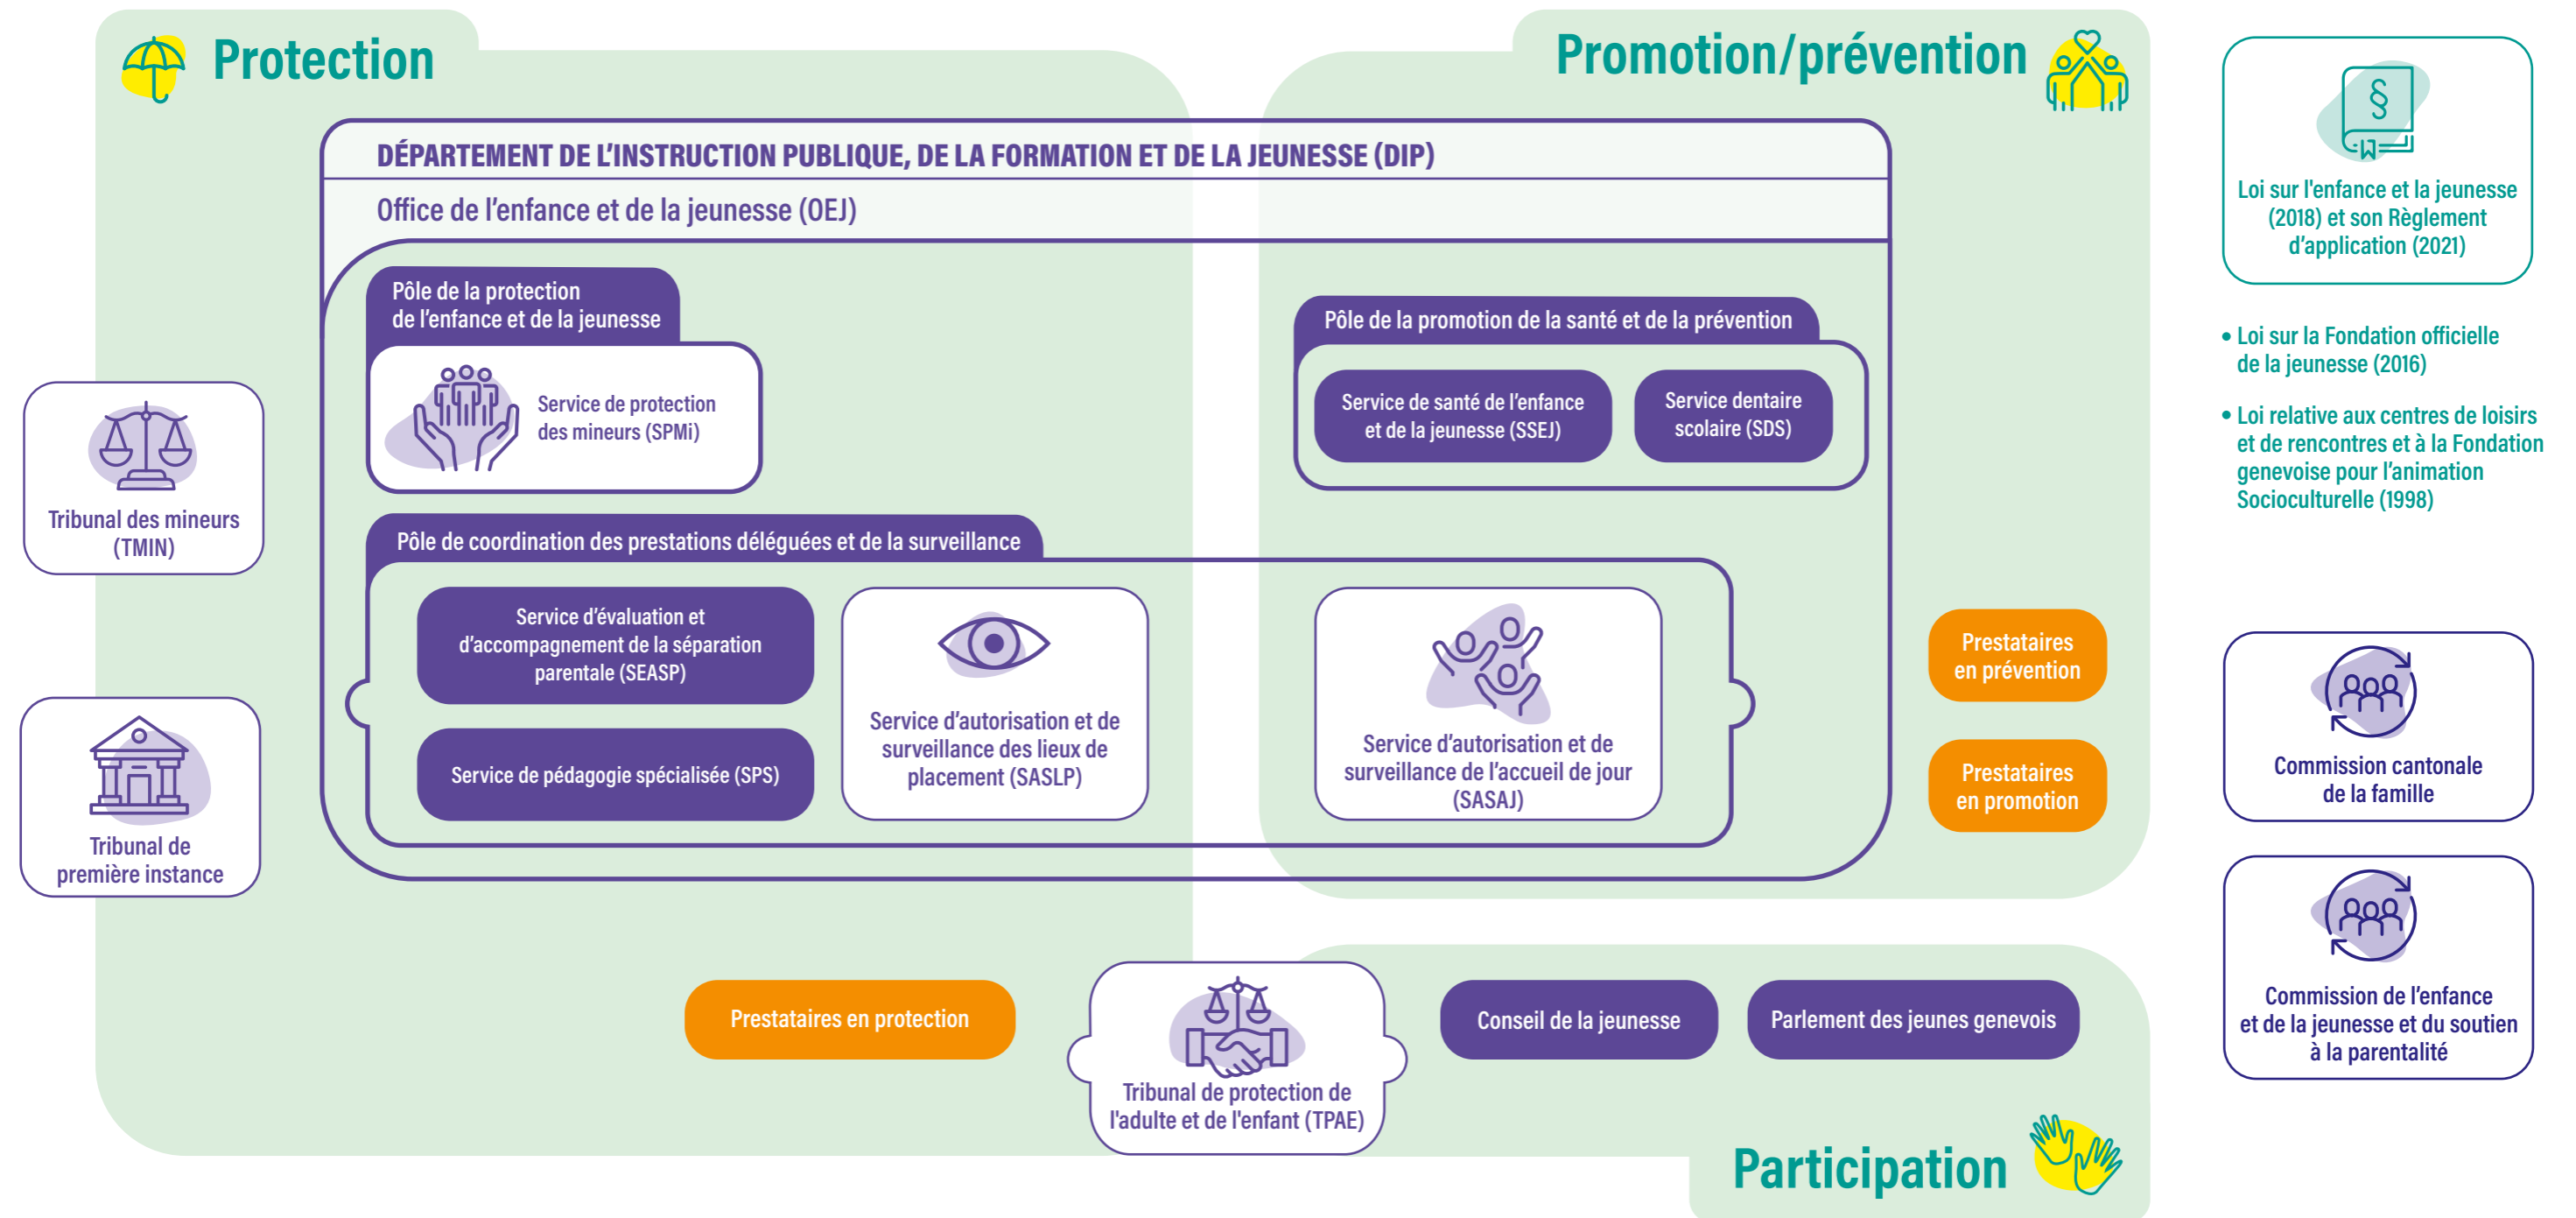 Protection
Promotion/prévention
DÉPARTEMENT DE L’INSTRUCTION PUBLIQUE, DE LA FORMATION ET DE LA JEUNESSE (DIP)
Office de l’enfance et de la jeunesse (OEJ)
Pôle de la protection
de l’enfance et de la jeunesse
Service de protection
des mineurs (SPMi)
Pôle de la promotion de la santé et de la prévention
Service de santé de l’enfance
et de la jeunesse (SSEJ)
Service dentaire
scolaire (SDS)
Tribunal des mineurs
(TMIN)
Tribunal de
première instance
Pôle de coordination des prestations déléguées et de la surveillance
Service d’évaluation et
d’accompagnement de la séparation
parentale (SEASP)
Service de pédagogie spécialisée (SPS)
Service d’autorisation et de
surveillance des lieux de
placement (SASLP)
Service d’autorisation et de
surveillance de l’accueil de jour
(SASAJ)
Prestataires
en prévention
Prestataires
en promotion
Prestataires en protection
Tribunal de protection de
l'adulte et de l'enfant (TPAE)
Conseil de la jeunesse
Parlement des jeunes genevois
Participation
§
Loi sur l'enfance et la jeunesse
(2018) et son Règlement
d’application (2021)
• Loi sur la Fondation officielle
de la jeunesse (2016)
• Loi relative aux centres de loisirs
et de rencontres et à la Fondation
genevoise pour l’animation
Socioculturelle (1998)
Commission cantonale
de la famille
Commission de l’enfance
et de la jeunesse et du soutien
à la parentalité